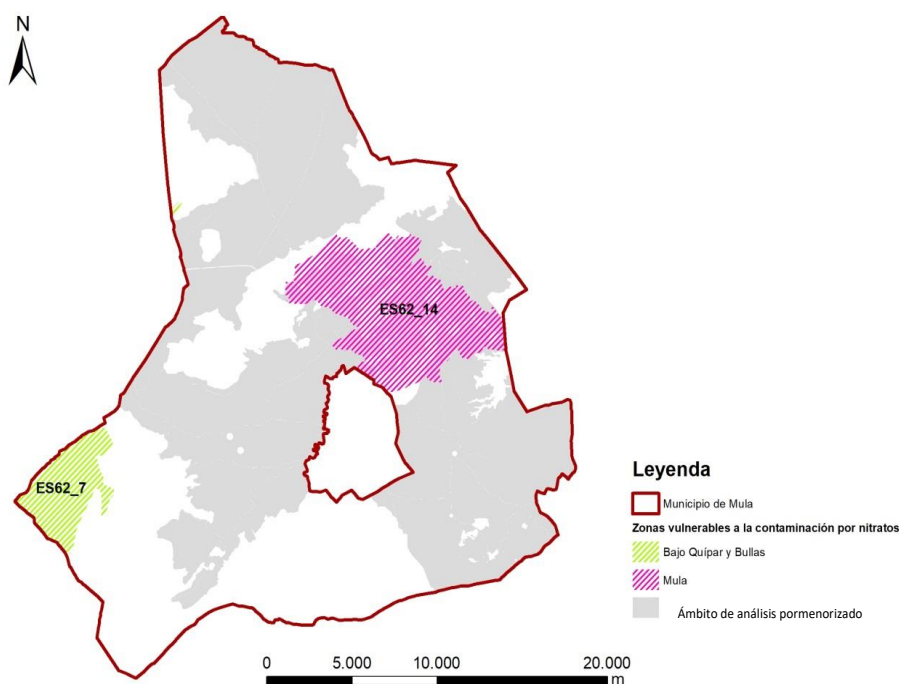 N
ES62_14
ES62_7
Leyenda
Municipio de Mula
Zonas vulnerables a la contaminación por nitratos
Bajo Quípar y Bullas
Mula
Ámbito de análisis pormenorizado
0 5.000 10.000 20.000
m